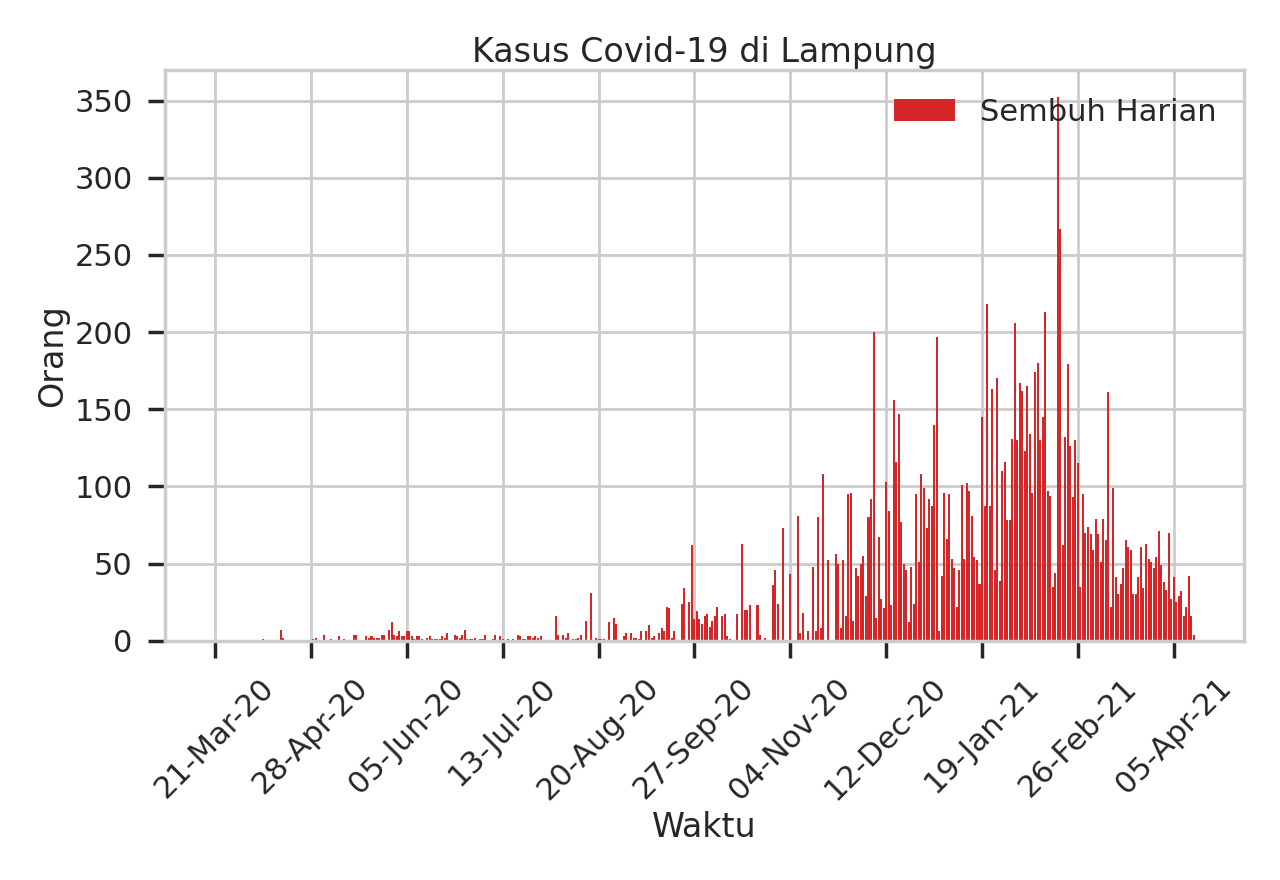 Kasus Covid-19 di Lampung
Sembuh Harian
Orang
350
300
250
200
150
100
50
0
21-Mar-20
28-Apr-20
05-Jun-20
13-Jul-20
20-Aug-20
27-Sep-20
04-Nov-20
12-Dec-20
19-Jan-21
26-Feb-21
05-Apr-21
Waktu